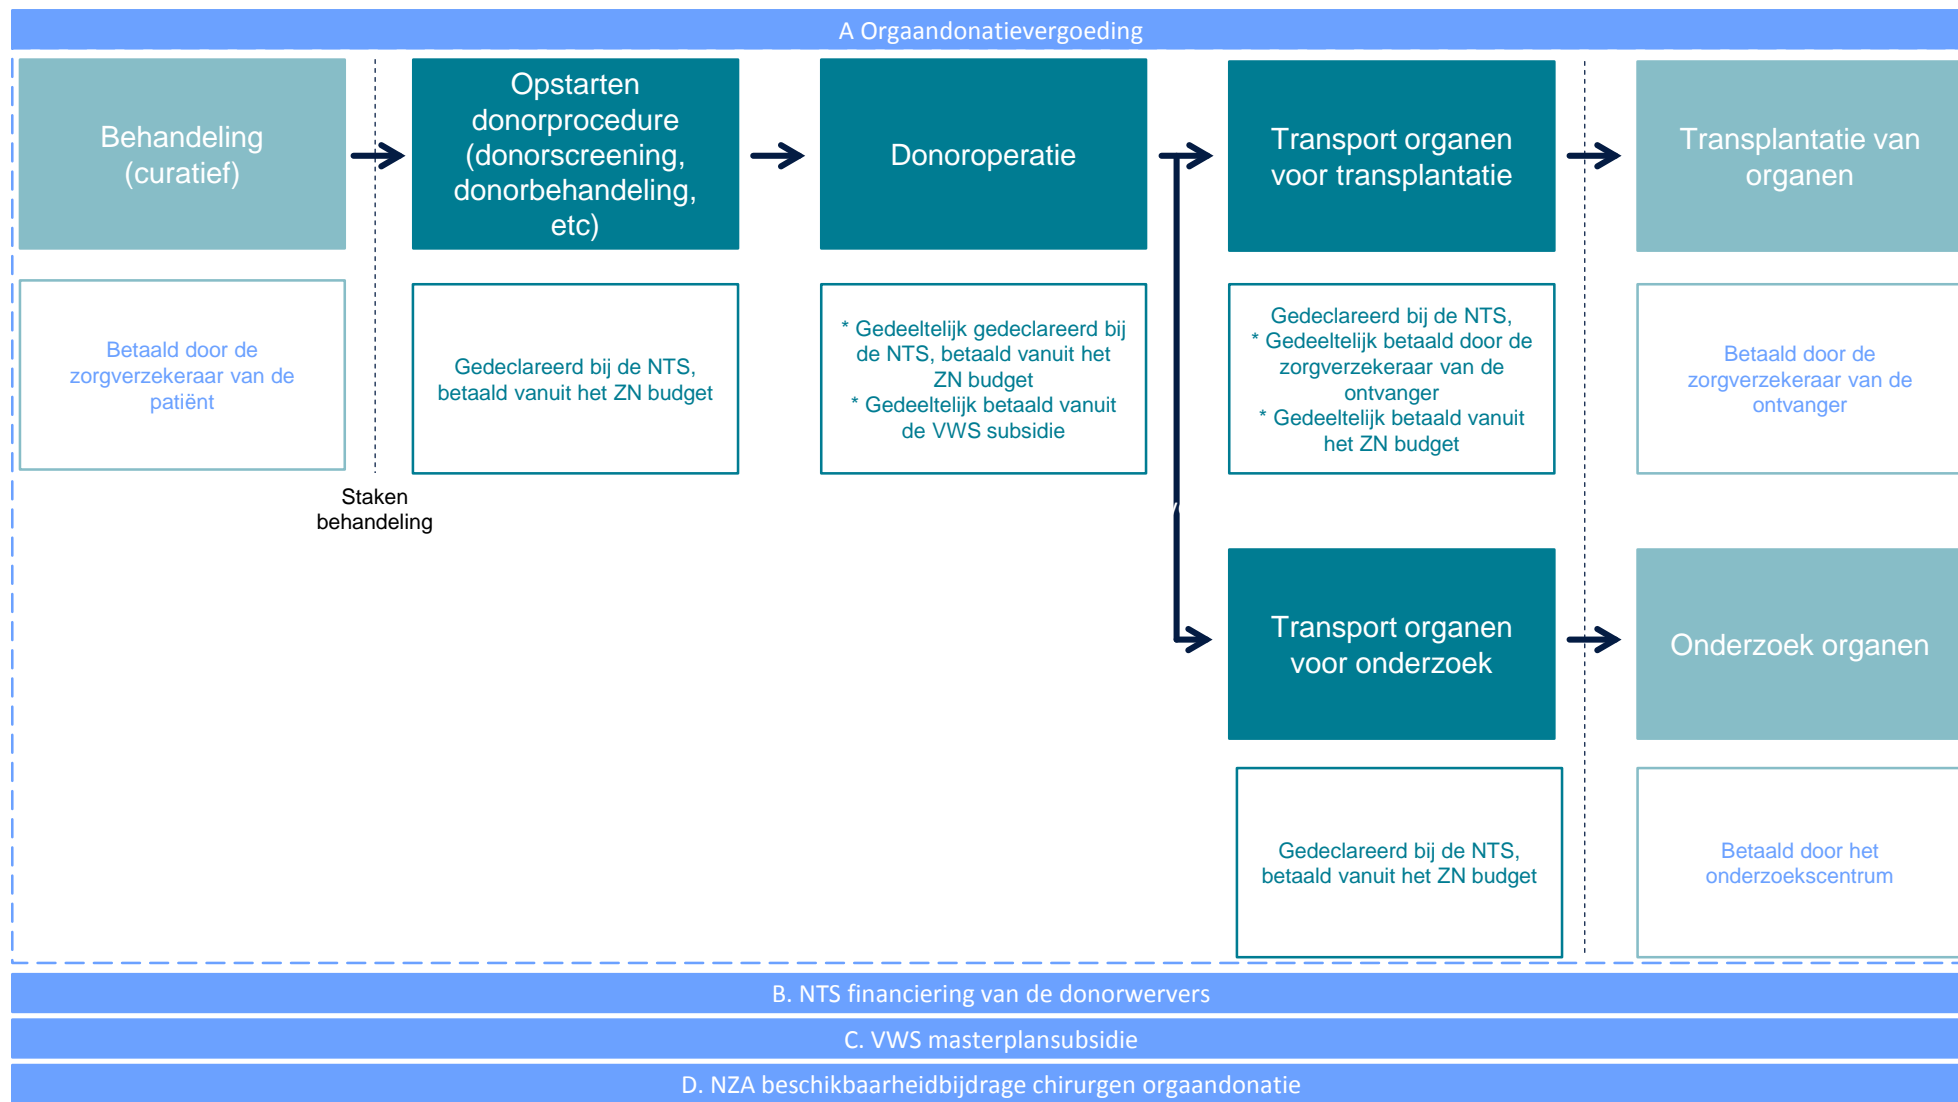 A Orgaandonatievergoeding
Behandeling
(curatief)
Opstarten
donorprocedure
(donorscreening,
donorbehandeling,
etc)
Donoroperatie
Transport organen
voor transplantatie
Transplantatie van
organen
Betaald door de
zorgverzekeraar van de
patiënt
Gedeclareerd bij de NTS,
betaald vanuit het ZN budget
* Gedeeltelijk gedeclareerd bij
de NTS, betaald vanuit het
ZN budget
* Gedeeltelijk betaald vanuit
de VWS subsidie
Gedeclareerd bij de NTS,
* Gedeeltelijk betaald door de
zorgverzekeraar van de
ontvanger
* Gedeeltelijk betaald vanuit
het ZN budget
Betaald door de
zorgverzekeraar van de
ontvanger
Staken
behandeling
Transport organen
voor onderzoek
Onderzoek organen
Gedeclareerd bij de NTS,
betaald vanuit het ZN budget
Betaald door het
onderzoekscentrum
B. NTS financiering van de donorwervers
C. VWS masterplansubsidie
D. NZA beschikbaarheidbijdrage chirurgen orgaandonatie